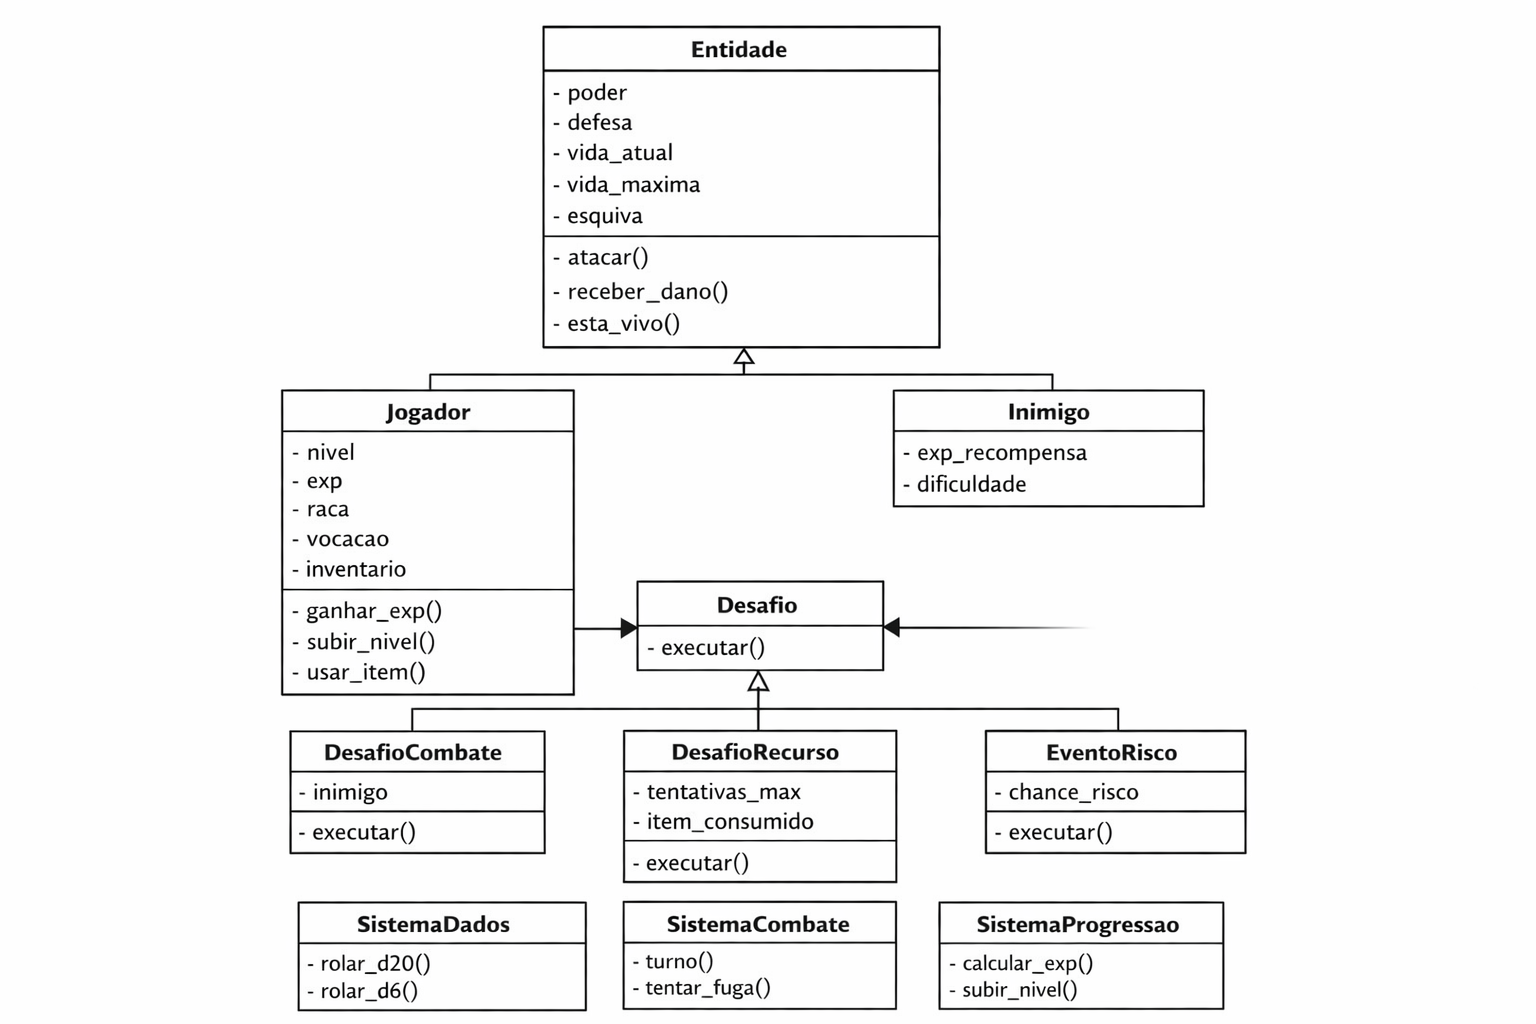 Entidade
- poder
- defesa
- vida_atual
- vida_maxima
- esquiva
- atacar()
- receber_dano()
- esta_vivo()
Jogador
- nivel
- exp
- raca
- vocacao
- inventario
- ganhar_exp()
- subir_nivel()
- usar_item()
Inimigo
- exp_recompensa
- dificuldade
Desafio
- executar()
DesafioCombate
- inimigo
- executar()
DesafioRecurso
- tentativas_max
- item_consumido
- executar()
EventoRisco
- chance_risco
- executar()
SistemaDados
- rolar_d20()
- rolar_d6()
SistemaCombate
- turno()
- tentar_fuga()
SistemaProgressao
- calcular_exp()
- subir_nivel()